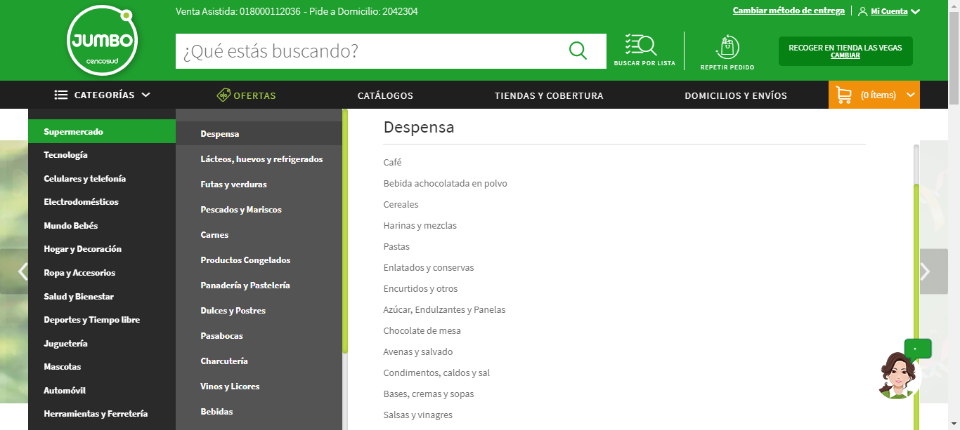 Venta Asistida: 018000112036 - Pide a Domicilio: 2042304
Cambiar método de entrega
Mi Cuenta
JUMBO
cencosud
¿Qué estás buscando?
BUSCAR POR LISTA
REPETIR PEDIDO
RECOGER EN TIENDA LAS VEGAS
CAMBIAR
CATEGORÍAS
OFERTAS
CATÁLOGOS
TIENDAS Y COBERTURA
DOMICILIOS Y ENVÍOS
(0 ítems)
Supermercado
Tecnología
Celulares y telefonía
Electrodomésticos
Mundo Bebés
Hogar y Decoración
Ropa y Accesorios
Salud y Bienestar
Deportes y Tiempo libre
Juguetería
Mascotas
Automóvil
Herramientas y Ferretería
Despensa
Lácteos, huevos y refrigerados
Futas y verduras
Pescados y Mariscos
Carnes
Productos Congelados
Panadería y Pastelería
Dulces y Postres
Pasabocas
Charcutería
Vinos y Licores
Bebidas
Despensa
Café
Bebida achocolatada en polvo
Cereales
Harinas y mezclas
Pastas
Enlatados y conservas
Encurtidos y otros
Azúcar, Endulzantes y Panelas
Chocolate de mesa
Avenas y salvado
Condimentos, caldos y sal
Bases, cremas y sopas
Salsas y vinagres